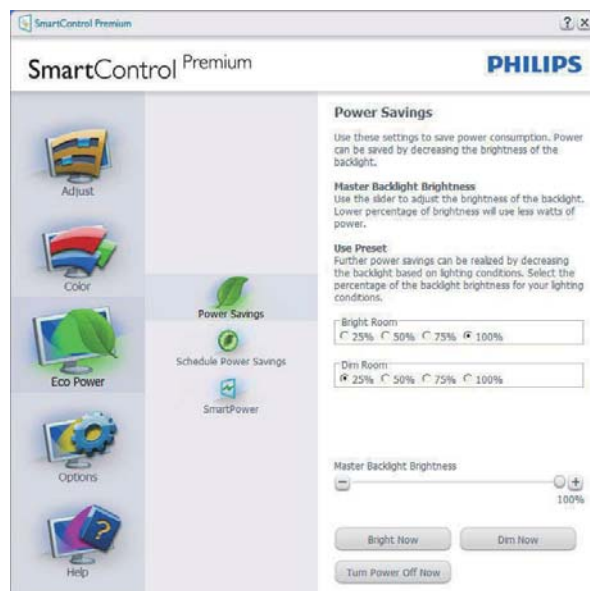 SmartControl Premium
SmartControl Premium
PHILIPS
Adjust
Color
Eco Power
Options
Help
Power Savings
Schedule Power Savings
SmartPower
Power Savings
Use these settings to save power consumption. Power
can be saved by decreasing the brightness of the
backlight.
Master Backlight Brightness
Use the slider to adjust the brightness of the backlight.
Lower percentage of brightness will use less watts of
power.
Use Preset
Further power savings can be realized by decreasing
the backlight based on lighting conditions. Select the
percentage of the backlight brightness for your lighting
conditions.
Bright Room
25% 50% 75% 100%
Dim Room
25% 50% 75% 100%
Master Backlight Brightness
100%
Bright Now Dim Now
Turn Power Off Now